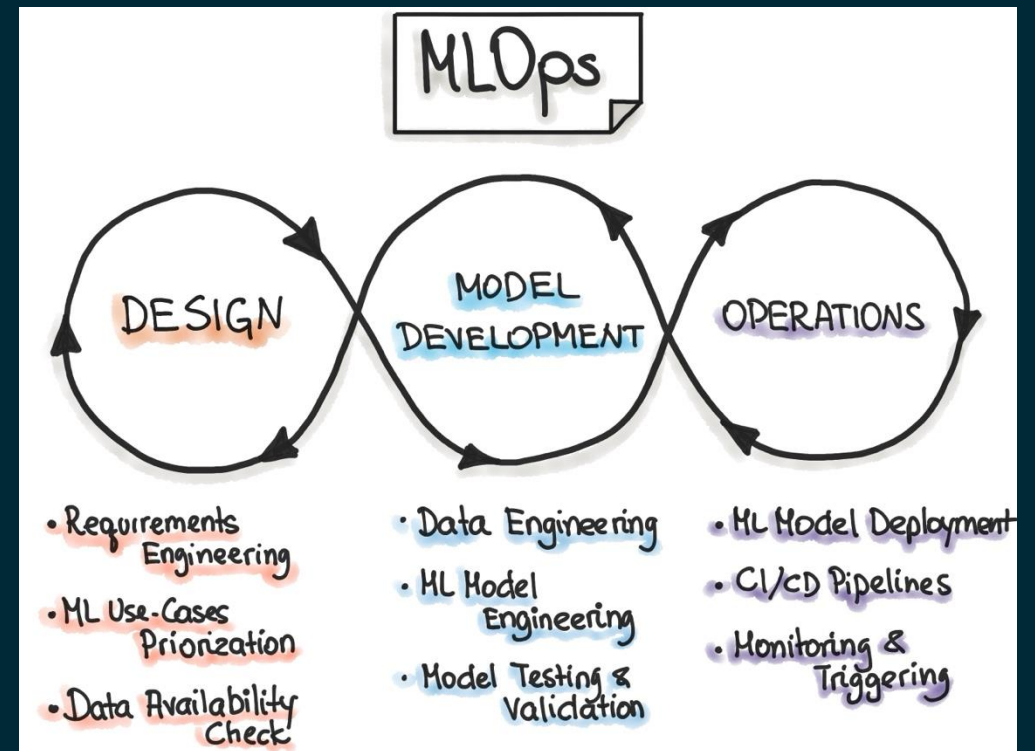 MLOps
DESIGN
MODEL
DEVELOPMENT
OPERATIONS
• Requirements
Engineering
• ML Use-Cases
Priorization
• Data Availability
Check
• Data Engineering
• ML Model
Engineering
• Model Testing &
Validation
• ML Model Deployment
• CI/CD Pipelines
• Monitoring &
Triggering